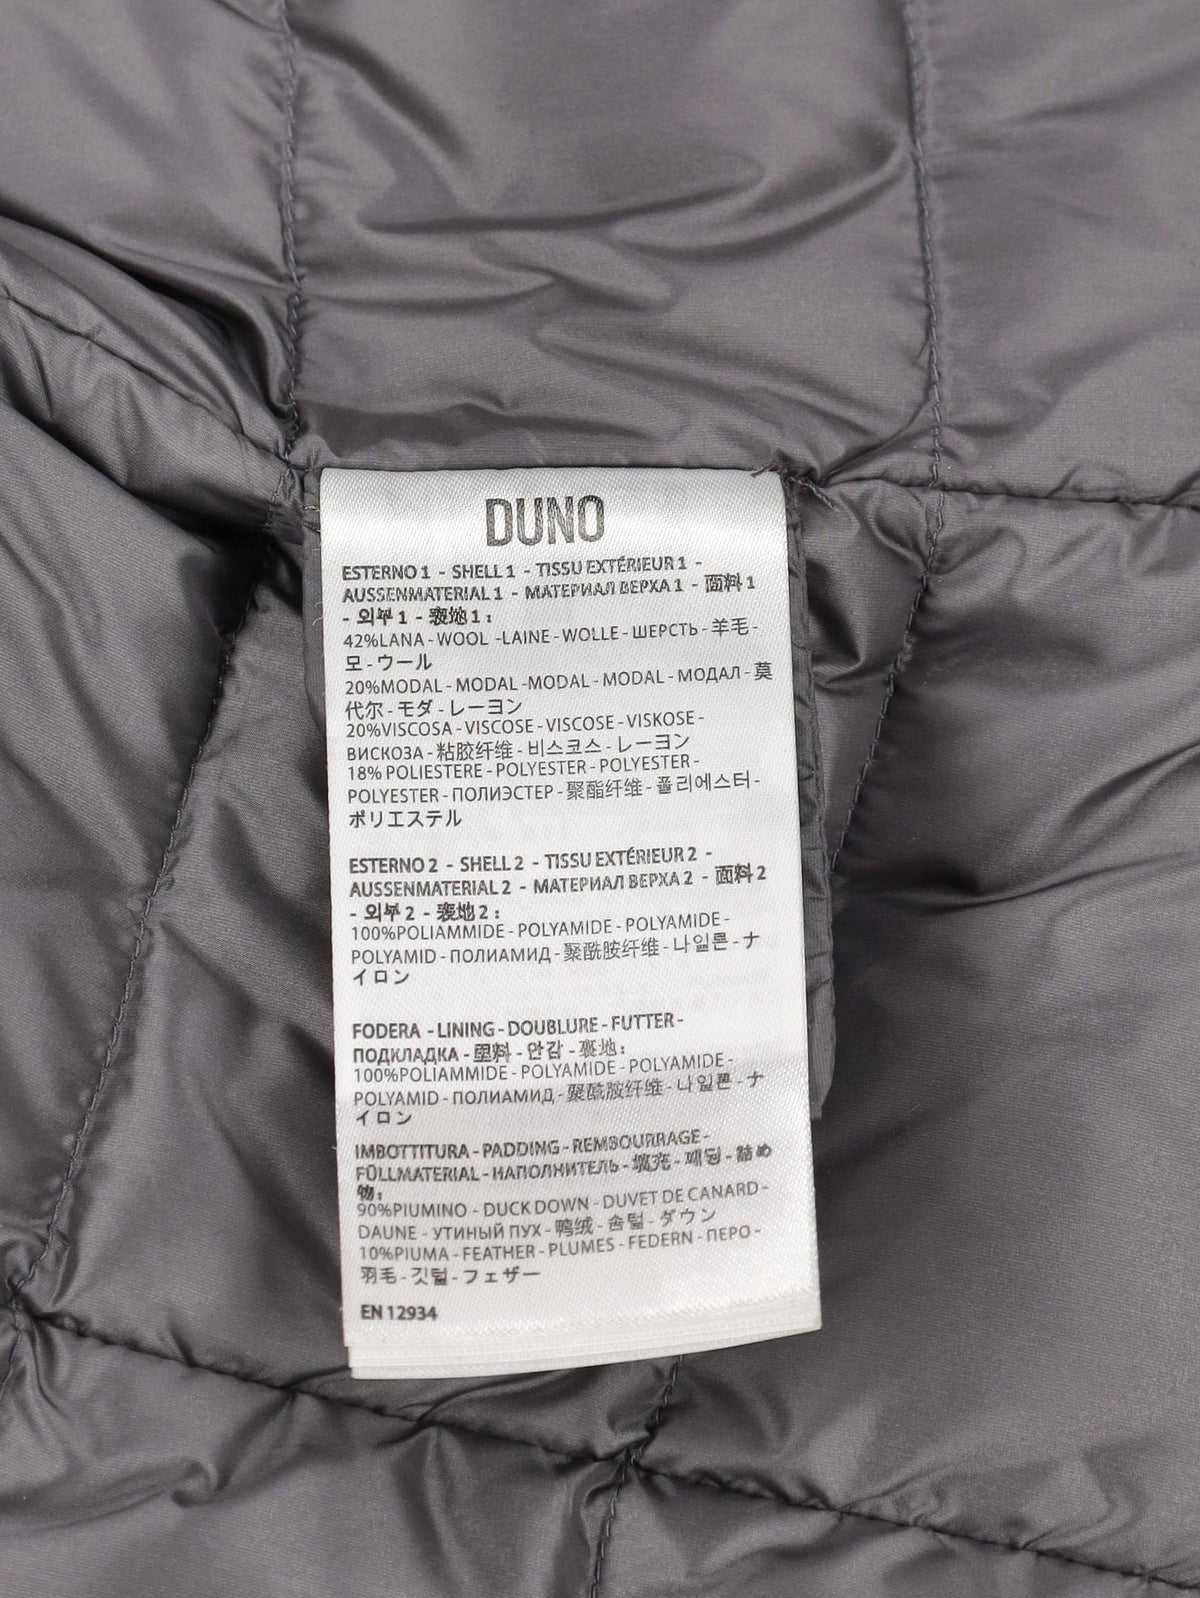 DUNO
ESTERNO 1 - SHELL 1 - TISSU EXTÉRIEUR 1 -
AUSSENMATERIAL 1 - МАТЕРИАЛ ВЕРХА 1 - 面料 1
- 외부 1 - 表地 1 :
42%LANA - WOOL -LAINE - WOLLE - ШЕРСТЬ - 羊毛 -
모 - ウール
20%MODAL - MODAL -MODAL - MODAL - МОДАЛ - 莫
代尔 - モダ - レーヨン
20%VISCOSA - VISCOSE - VISCOSE - VISKOSE -
ВИСКОЗА - 粘胶纤维 - 비스코스 - レーヨン
18% POLIESTERE - POLYESTER - POLYESTER -
POLYESTER - ПОЛИЭСТЕР - 聚酯纤维 - 폴리에스터 -
ポリエステル
ESTERNO 2 - SHELL 2 - TISSU EXTÉRIEUR 2 -
AUSSENMATERIAL 2 - МАТЕРИАЛ ВЕРХА 2 - 面料 2
- 외부 2 - 表地 2 :
100%POLIAMMIDE - POLYAMIDE - POLYAMIDE -
POLYAMID - ПОЛИАМИД - 聚酰胺纤维 - 나일론 - ナ
イロン
FODERA - LINING - DOUBLURE - FUTTER -
ПОДКЛАДКА - 里料 - 안감 - 裏地 :
100%POLIAMMIDE - POLYAMIDE - POLYAMIDE -
POLYAMID - ПОЛИАМИД - 聚酰胺纤维 - 나일론 - ナ
イロン
IMBOTTITURA - PADDING - REMBOURRAGE -
FÜLLMATERIAL - НАПОЛНИТЕЛЬ - 填充 - 패딩 - 詰め
物 :
90%PIUMINO - DUCK DOWN - DUVET DE CANARD -
DAUNE - УТИНЫЙ ПУХ - 鸭绒 - 솜털 - ダウン
10%PIUMA - FEATHER - PLUMES - FEDERN - ПЕРО -
羽毛 - 깃털 - フェザー
EN 12934